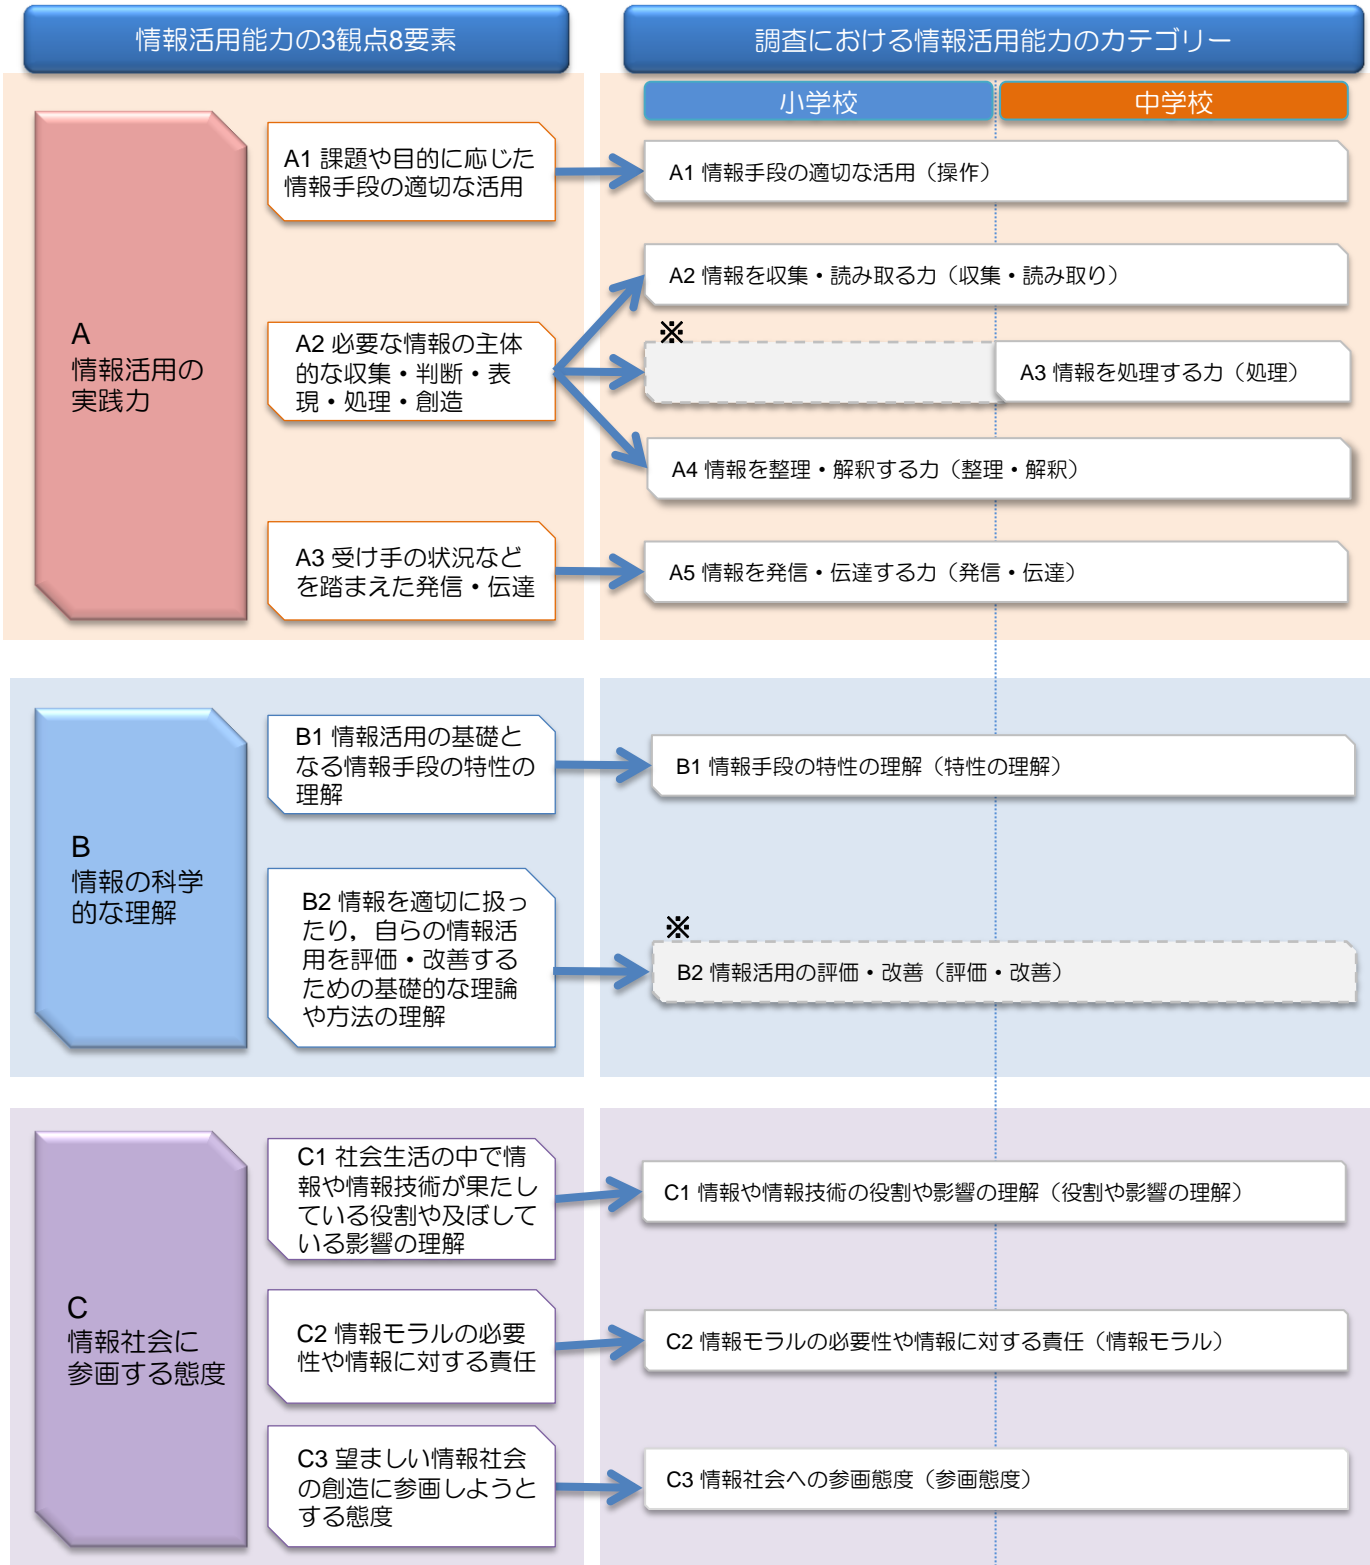 情報活用能力の3観点8要素
調査における情報活用能力のカテゴリー
小学校
中学校
A
情報活用の
実践力
A1 課題や目的に応じた
情報手段の適切な活用
A1 情報手段の適切な活用（操作）
A2 必要な情報の主体
的な収集・判断・表
現・処理・創造
A2 情報を収集・読み取る力（収集・読み取り）
※
A3 情報を処理する力（処理）
A4 情報を整理・解釈する力（整理・解釈）
A3 受け手の状況など
を踏まえた発信・伝達
A5 情報を発信・伝達する力（発信・伝達）
B
情報の科学
的な理解
B1 情報活用の基礎と
なる情報手段の特性の
理解
B1 情報手段の特性の理解（特性の理解）
B2 情報を適切に扱っ
たり，自らの情報活
用を評価・改善する
ための基礎的な理論
や方法の理解
※
B2 情報活用の評価・改善（評価・改善）
C
情報社会に
参画する態度
C1 社会生活の中で情
報や情報技術が果たし
ている役割や及ぼして
いる影響の理解
C1 情報や情報技術の役割や影響の理解（役割や影響の理解）
C2 情報モラルの必要
性や情報に対する責任
C2 情報モラルの必要性や情報に対する責任（情報モラル）
C3 望ましい情報社会
の創造に参画しようと
する態度
C3 情報社会への参画態度（参画態度）